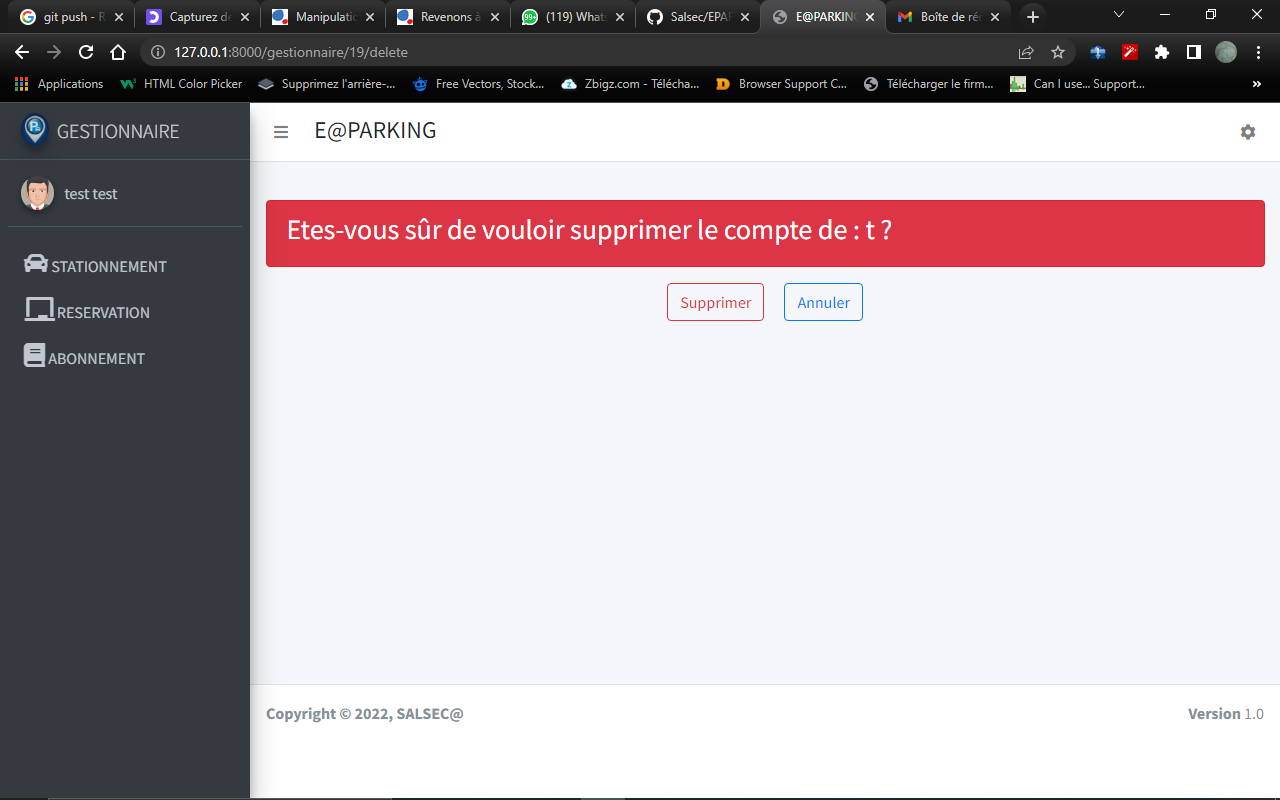 git push - R
Capturez de
Manipulatio
Revenons à
(119) Whats
Salsec/EPAR
E@PARKING
Boîte de réc
127.0.0.1:8000/gestionnaire/19/delete
Applications
HTML Color Picker
Supprimez l'arrière-...
Free Vectors, Stock...
Zbigz.com - Télécha...
Browser Support C...
Télécharger le firm...
Can I use... Support...
»
GESTIONNAIRE
E@PARKING
test test
STATIONNEMENT
RESERVATION
ABONNEMENT
Etes-vous sûr de vouloir supprimer le compte de : t ?
Supprimer
Annuler
Copyright © 2022, SALSEC@
Version 1.0